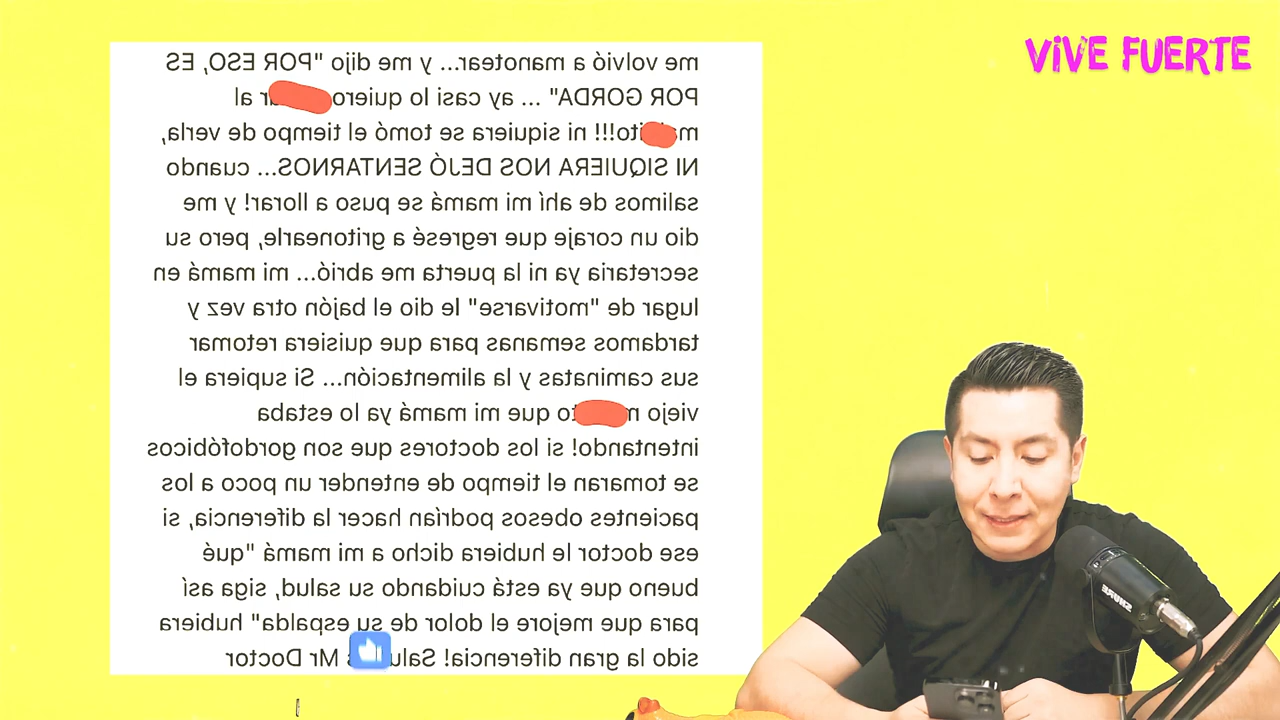 VIVE FUERTE
me volvió a manotear... y me dijo "POR ESO, ES
POR GORDA" ... ay casi lo quiero al
ni siquiera se tomó el tiempo de verla,
NI SIQUIERA NOS DEJÓ SENTARNOS... cuando
salimos de ahí mi mamá se puso a llorar! y me
dio un coraje que regresé a gritonearle, pero su
secretaria ya ni la puerta me abrio... mi mamá en
lugar de "motivarse" le dio el bajón otra vez y
tardamos semanas para que quisiera retomar
sus caminatas y la alimentación... Si supiera el
viejo que mi mamá ya lo estaba
intentando! si los doctores que son gordofóbicos
se tomaran el tiempo de entender un poco a los
pacientes obesos podrían hacer la diferencia, si
ese doctor le hubiera dicho a mi mamá "qué
bueno que ya está cuidando su salud, siga así
para que mejore el dolor de su espalda" hubiera
sido la gran diferencia! Mr Doctor
SHURE